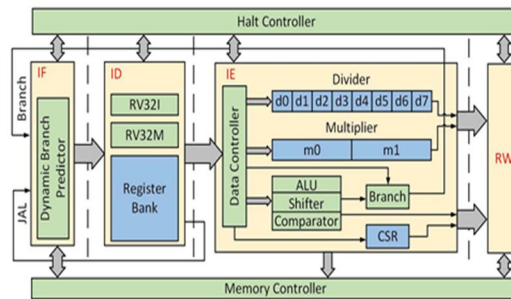 Halt Controller
IF
Branch
JAL
Dynamic Branch
Predictor
ID
RV32I
RV32M
Register
Bank
IE
Data Controller
Divider
d0 d1 d2 d3 d4 d5 d6 d7
Multiplier
m0 m1
ALU
Shifter
Comparator
Branch
CSR
RW
Memory Controller